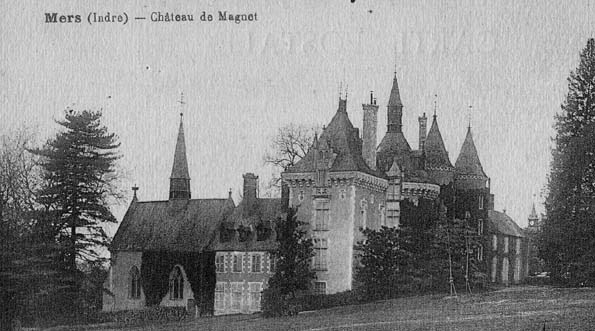 Mers (Indre) — Château de Magnet